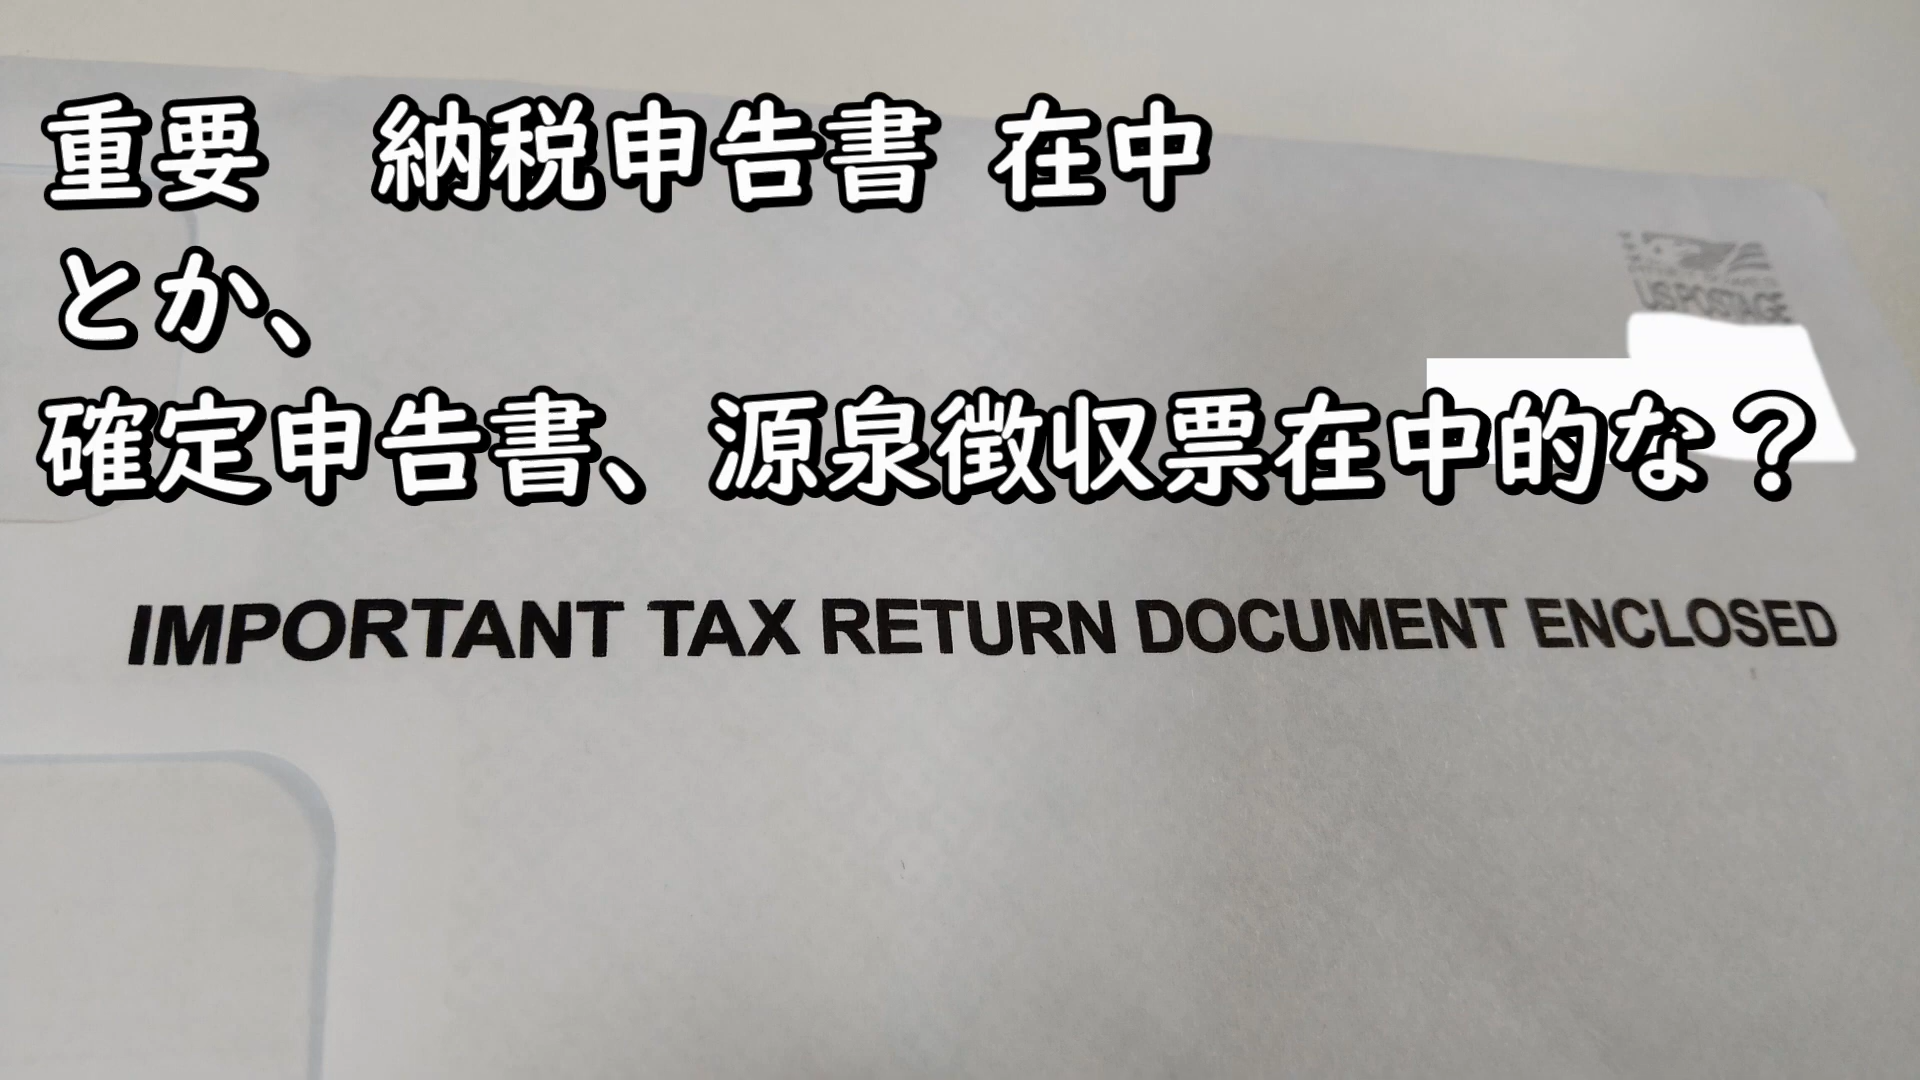 重要　納税申告書 在中
とか、
確定申告書、源泉徴収票在中的な？
US POSTAGE
IMPORTANT TAX RETURN DOCUMENT ENCLOSED